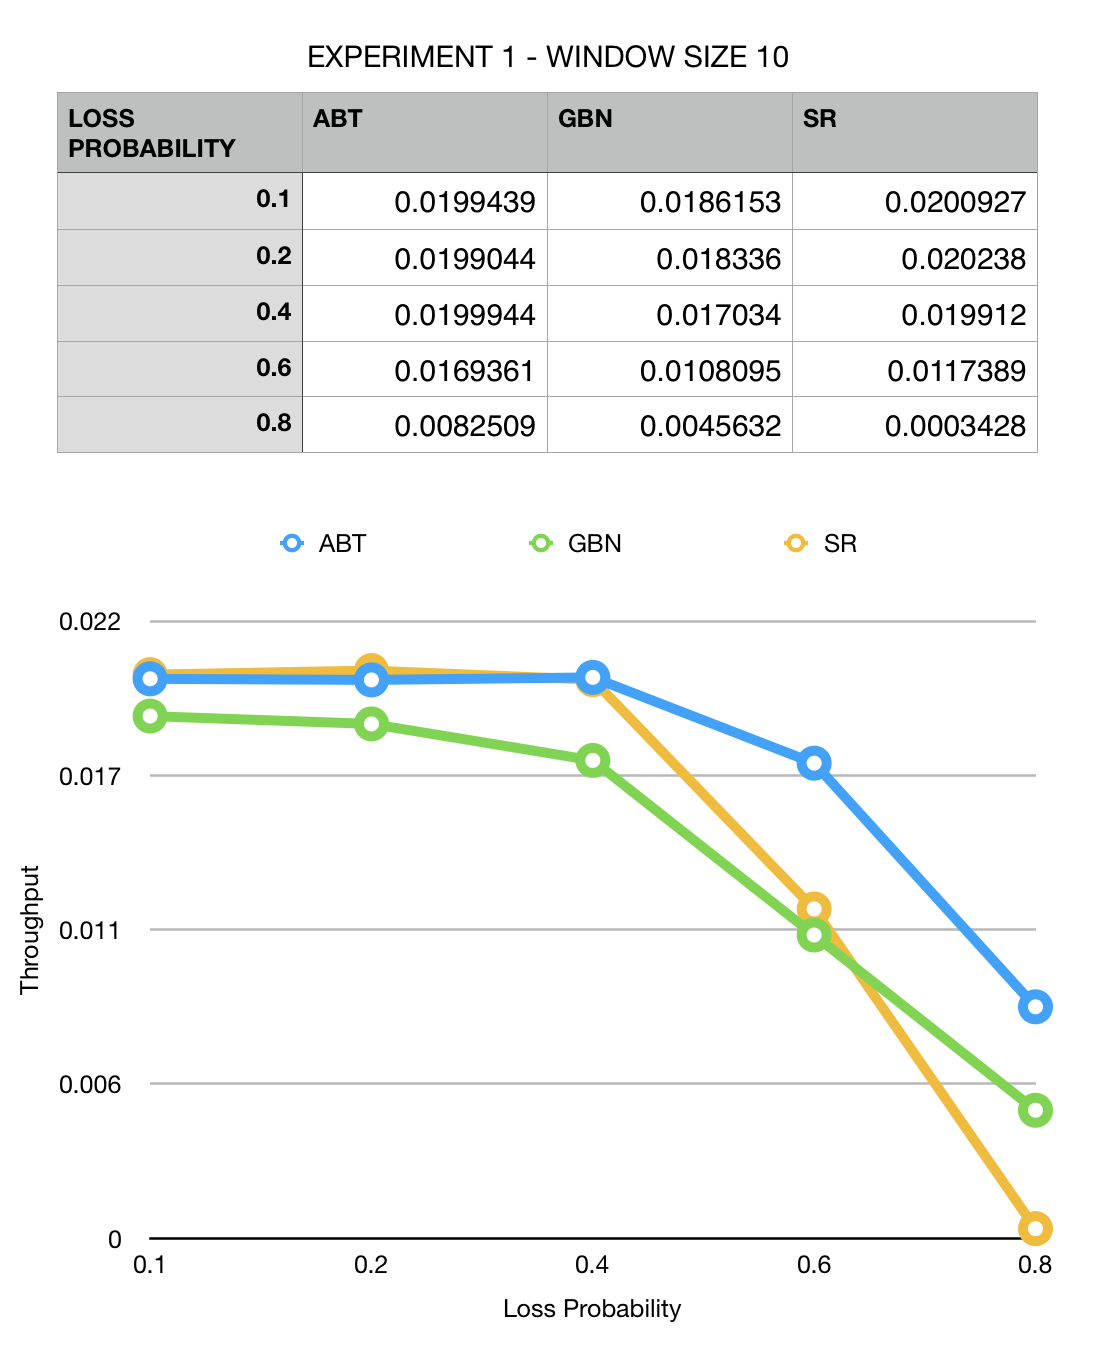 EXPERIMENT 1 - WINDOW SIZE 10
LOSS PROBABILITY ABT GBN SR
0.1 0.0199439 0.0186153 0.0200927
0.2 0.0199044 0.018336 0.020238
0.4 0.0199944 0.017034 0.019912
0.6 0.0169361 0.0108095 0.0117389
0.8 0.0082509 0.0045632 0.0003428
ABT GBN SR
0.022
0.017
0.011
0.006
0
Throughput
0.1 0.2 0.4 0.6 0.8
Loss Probability